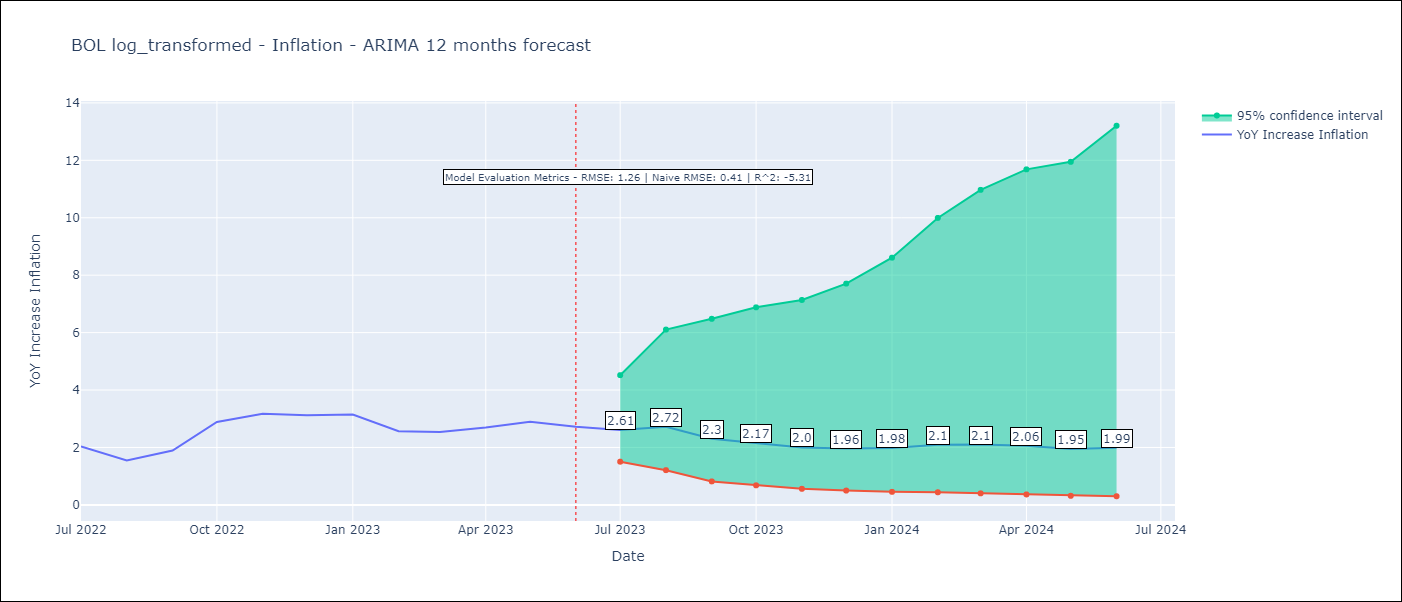 BOL log_transformed - Inflation - ARIMA 12 months forecast
95% confidence interval
YoY Increase Inflation
Model Evaluation Metrics - RMSE: 1.26 | Naive RMSE: 0.41 | R^2: -5.31
YoY Increase Inflation
14
12
10
8
6
4
2
0
2.61
2.72
2.3
2.17
2.0
1.96
1.98
2.1
2.1
2.06
1.95
1.99
Jul 2022
Oct 2022
Jan 2023
Apr 2023
Jul 2023
Oct 2023
Jan 2024
Apr 2024
Jul 2024
Date